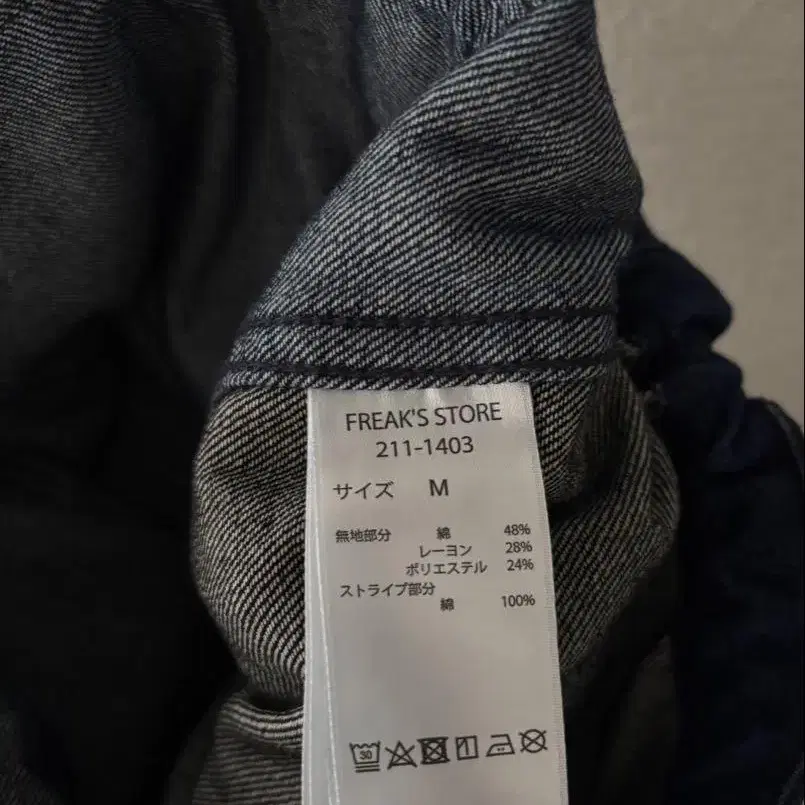 FREAK'S STORE
211-1403
サイズ M
無地部分 綿 48%
レーヨン 28%
ポリエステル 24%
ストライプ部分
綿 100%
30